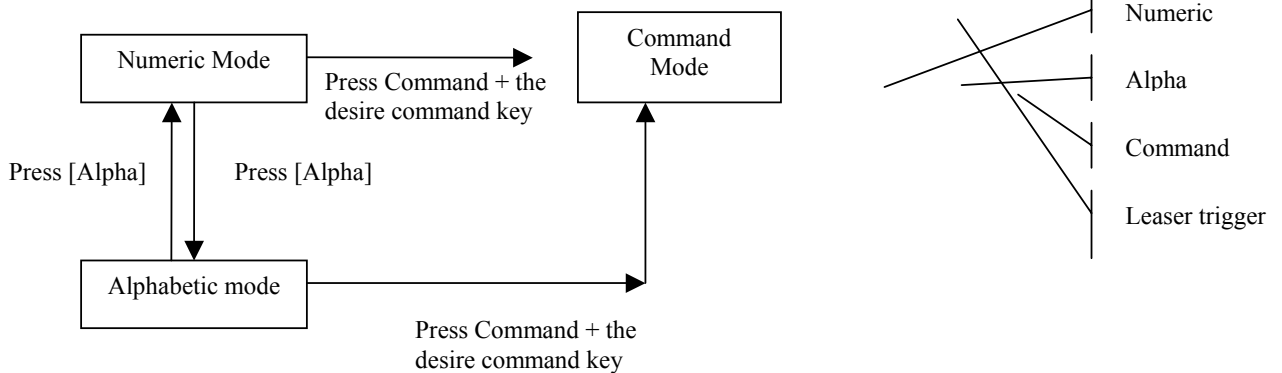 Numeric Mode
Press Command + the
desire command key
Command
Mode
Press [Alpha]
Press [Alpha]
Alphabetic mode
Press Command + the
desire command key
Numeric
Alpha
Command
Leaser trigger